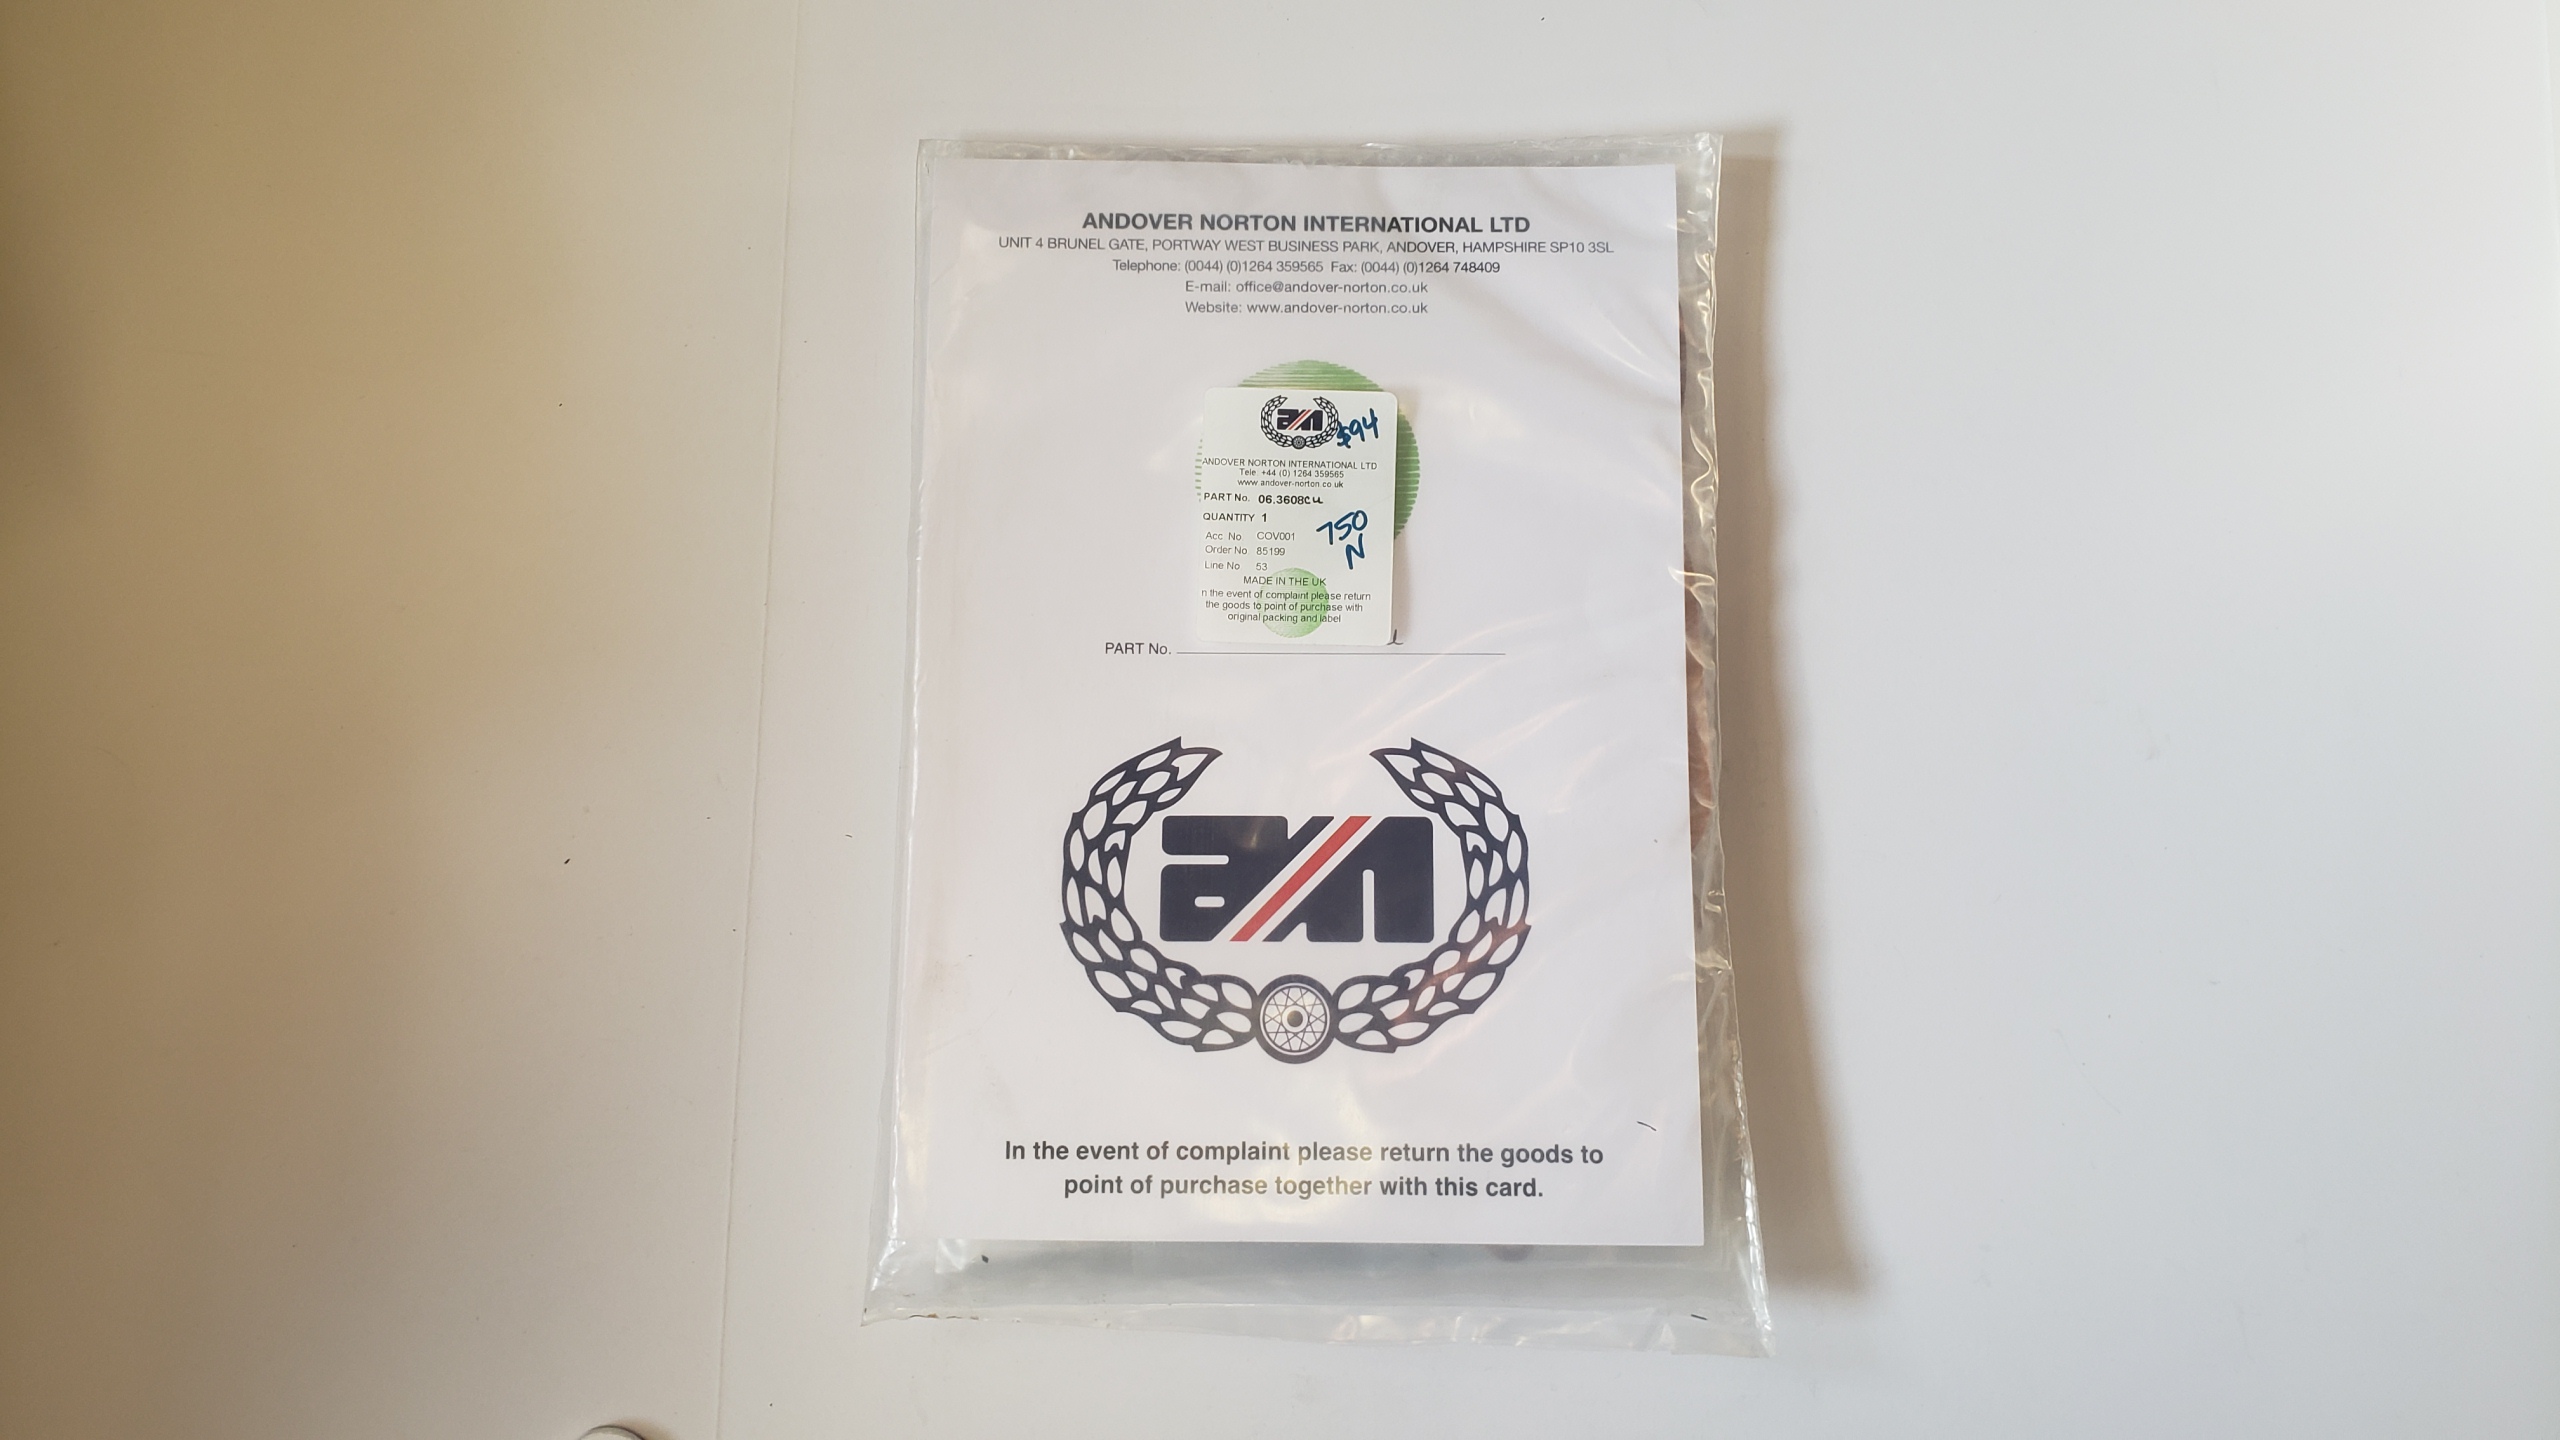 ANDOVER NORTON INTERNATIONAL LTD
UNIT 4 BRUNEL GATE, PORTWAY WEST BUSINESS PARK, ANDOVER, HAMPSHIRE SP10 3SL
Telephone: (0044) (0)1264 359565 Fax: (0044) (0)1264 748409
E-mail: office@andover-norton.co.uk
Website: www.andover-norton.co.uk
an
$94
ANDOVER NORTON INTERNATIONAL LTD
Tele +44 (0) 1264 359565
www.andover-norton.co.uk
PART No. 06.3608CU
QUANTITY 1
750
N
Acc No COV001
Order No 85199
Line No 53
MADE IN THE UK
n the event of complaint please return
the goods to point of purchase with
original packing and label
PART No.
an
In the event of complaint please return the goods to
point of purchase together with this card.